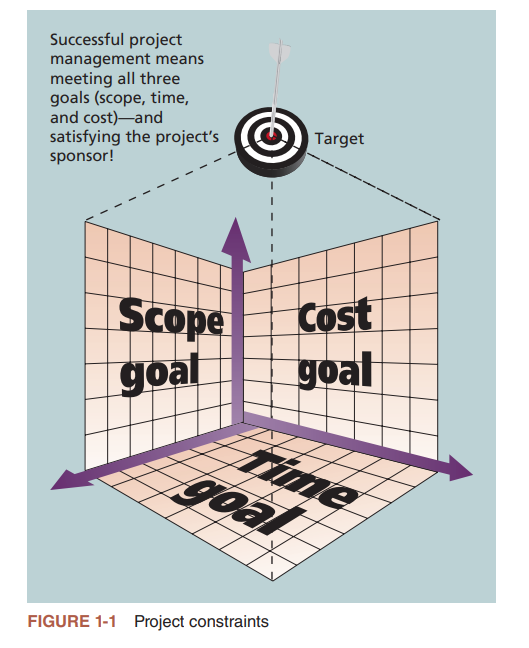 Successful project
management means
meeting all three
goals (scope, time,
and cost)—and
satisfying the project's
sponsor!
Target
Scope
goal
Cost
goal
Time
goal
FIGURE 1-1 Project constraints